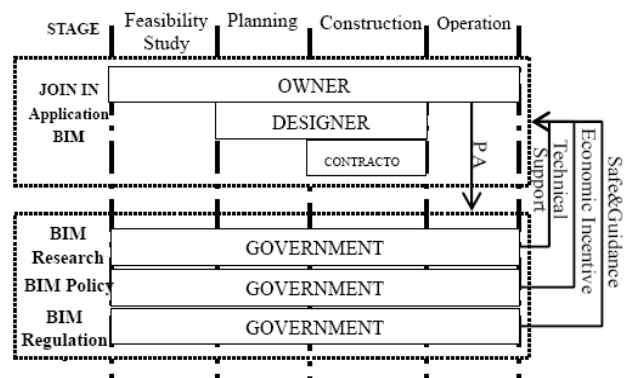 STAGE
Feasibility
Study
Planning
Construction
Operation
JOIN IN
Application
BIM
OWNER
DESIGNER
CONTRACTO
PA
Technical
Support
Economic Incentive
Safe&Guidance
BIM
Research
GOVERNMENT
BIM Policy
GOVERNMENT
BIM
Regulation
GOVERNMENT